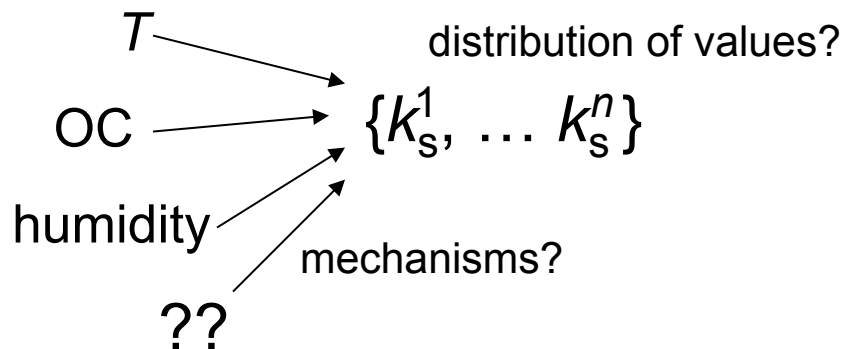 T
distribution of values?
OC
{k_s^1, … k_s^n}
humidity
mechanisms?
??